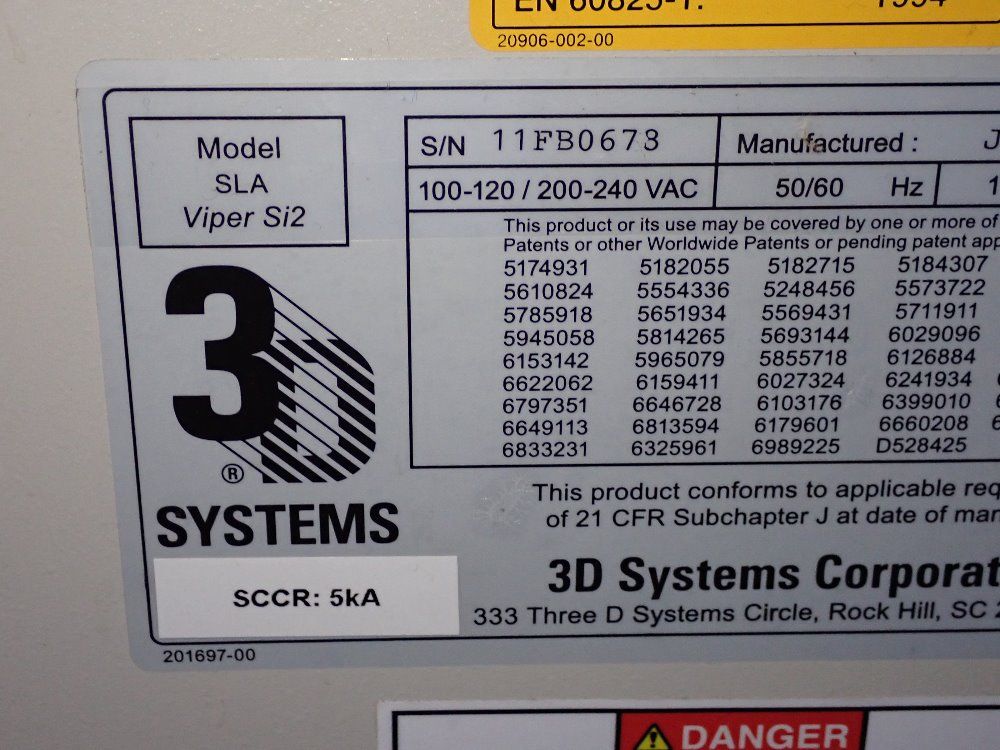 EN 60825-1: 1994
20906-002-00
Model
SLA
Viper Si2
S/N 11FB0673 Manufactured : J
100-120 / 200-240 VAC 50/60 Hz 1
This product or its use may be covered by one or more of
Patents or other Worldwide Patents or pending patent app
5174931 5182055 5182715 5184307
5610824 5554336 5248456 5573722
5785918 5651934 5569431 5711911
5945058 5814265 5693144 6029096
6153142 5965079 5855718 6126884
6622062 6159411 6027324 6241934
6797351 6646728 6103176 6399010
6649113 6813594 6179601 6660208
6833231 6325961 6989225 D528425
3D
®
SYSTEMS
This product conforms to applicable req
of 21 CFR Subchapter J at date of man
SCCR: 5kA
3D Systems Corporat
333 Three D Systems Circle, Rock Hill, SC
201697-00
DANGER